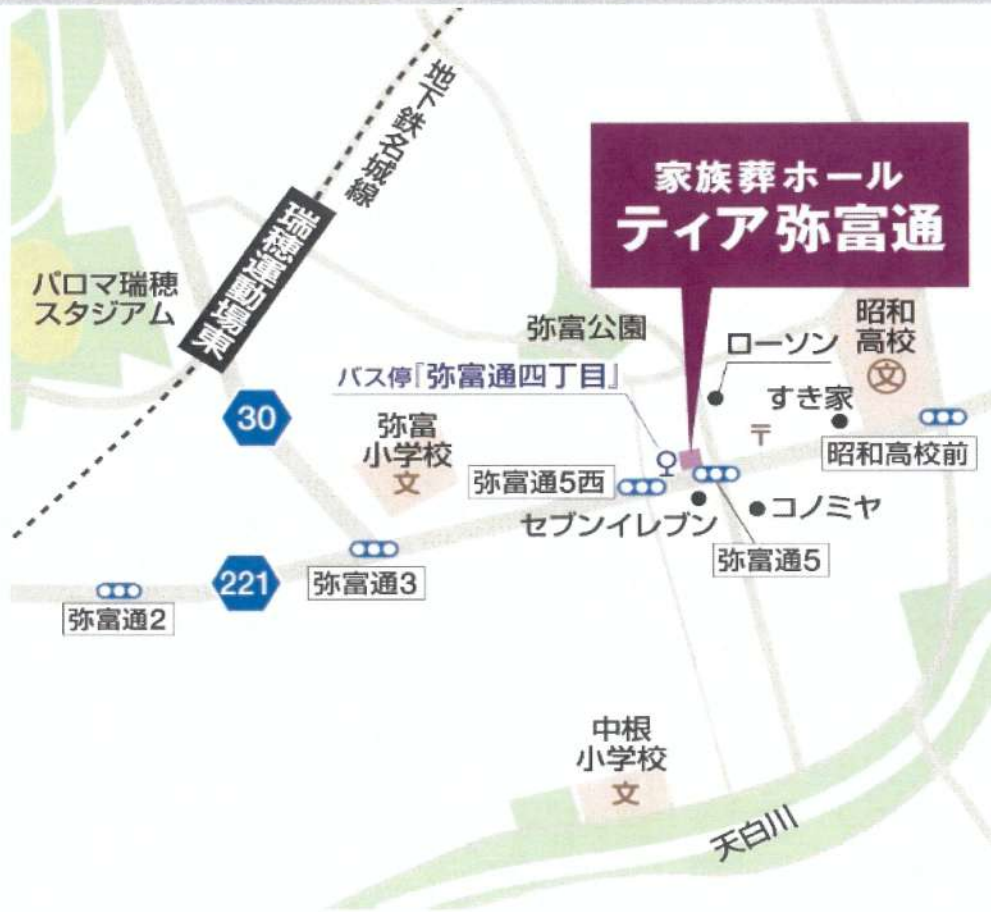 地下鉄名城線
家族葬ホール
ティア弥富通
瑞穂運動場東
パロマ瑞穂
スタジアム
弥富公園
昭和
高校
文
ローソン
バス停「弥富通四丁目」
すき家
30
弥富
小学校
文
〒
昭和高校前
弥富通5西
セブンイレブン
コノミヤ
弥富通5
221
弥富通3
弥富通2
中根
小学校
文
天白川